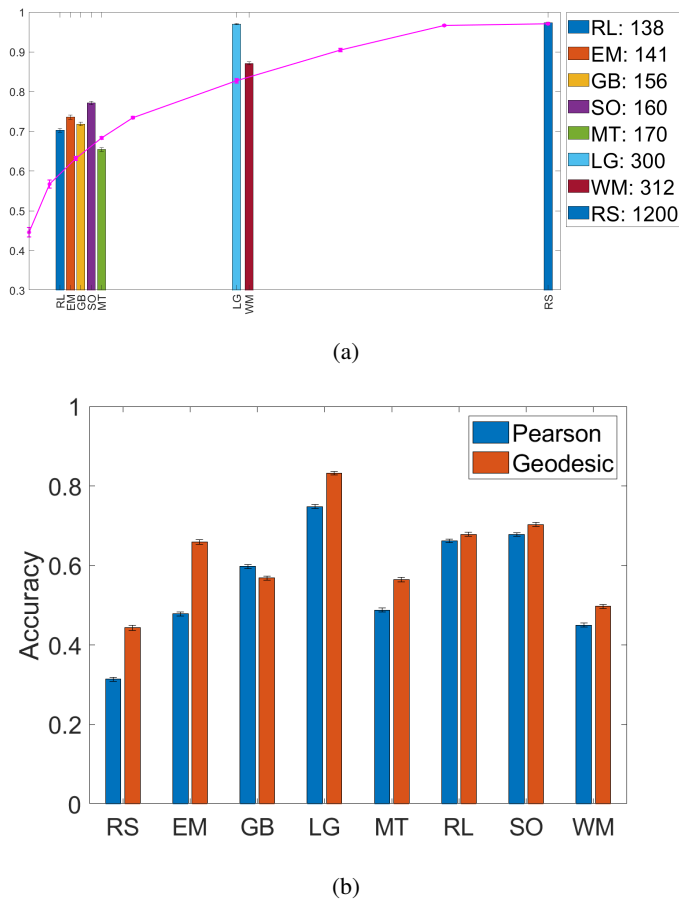 1
0.9
0.8
0.7
0.6
0.5
0.4
0.3
RL
EM
GB
SO
MT
LG
WM
RS
RL: 138
EM: 141
GB: 156
SO: 160
MT: 170
LG: 300
WM: 312
RS: 1200
(a)
1
0.8
0.6
0.4
0.2
0
Accuracy
Pearson
Geodesic
RS EM GB LG MT RL SO WM
(b)